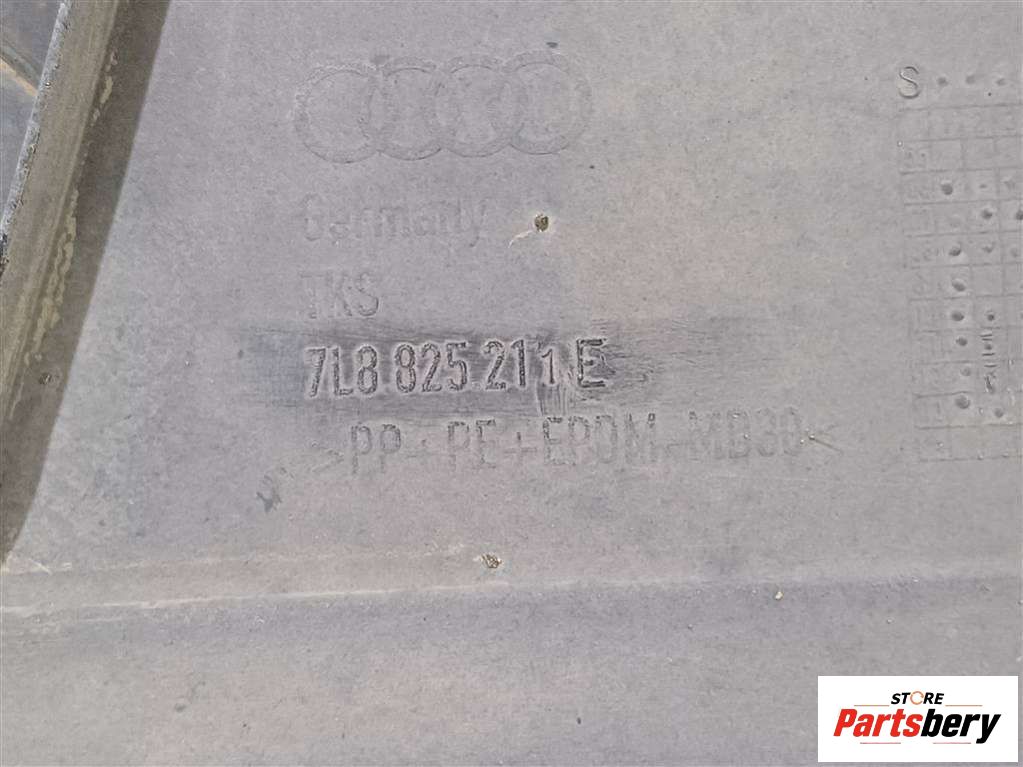 S
Germany
TKS
7L8 825 211 E
>PP+PE+EPDM-MD30<
STORE
Partsbery